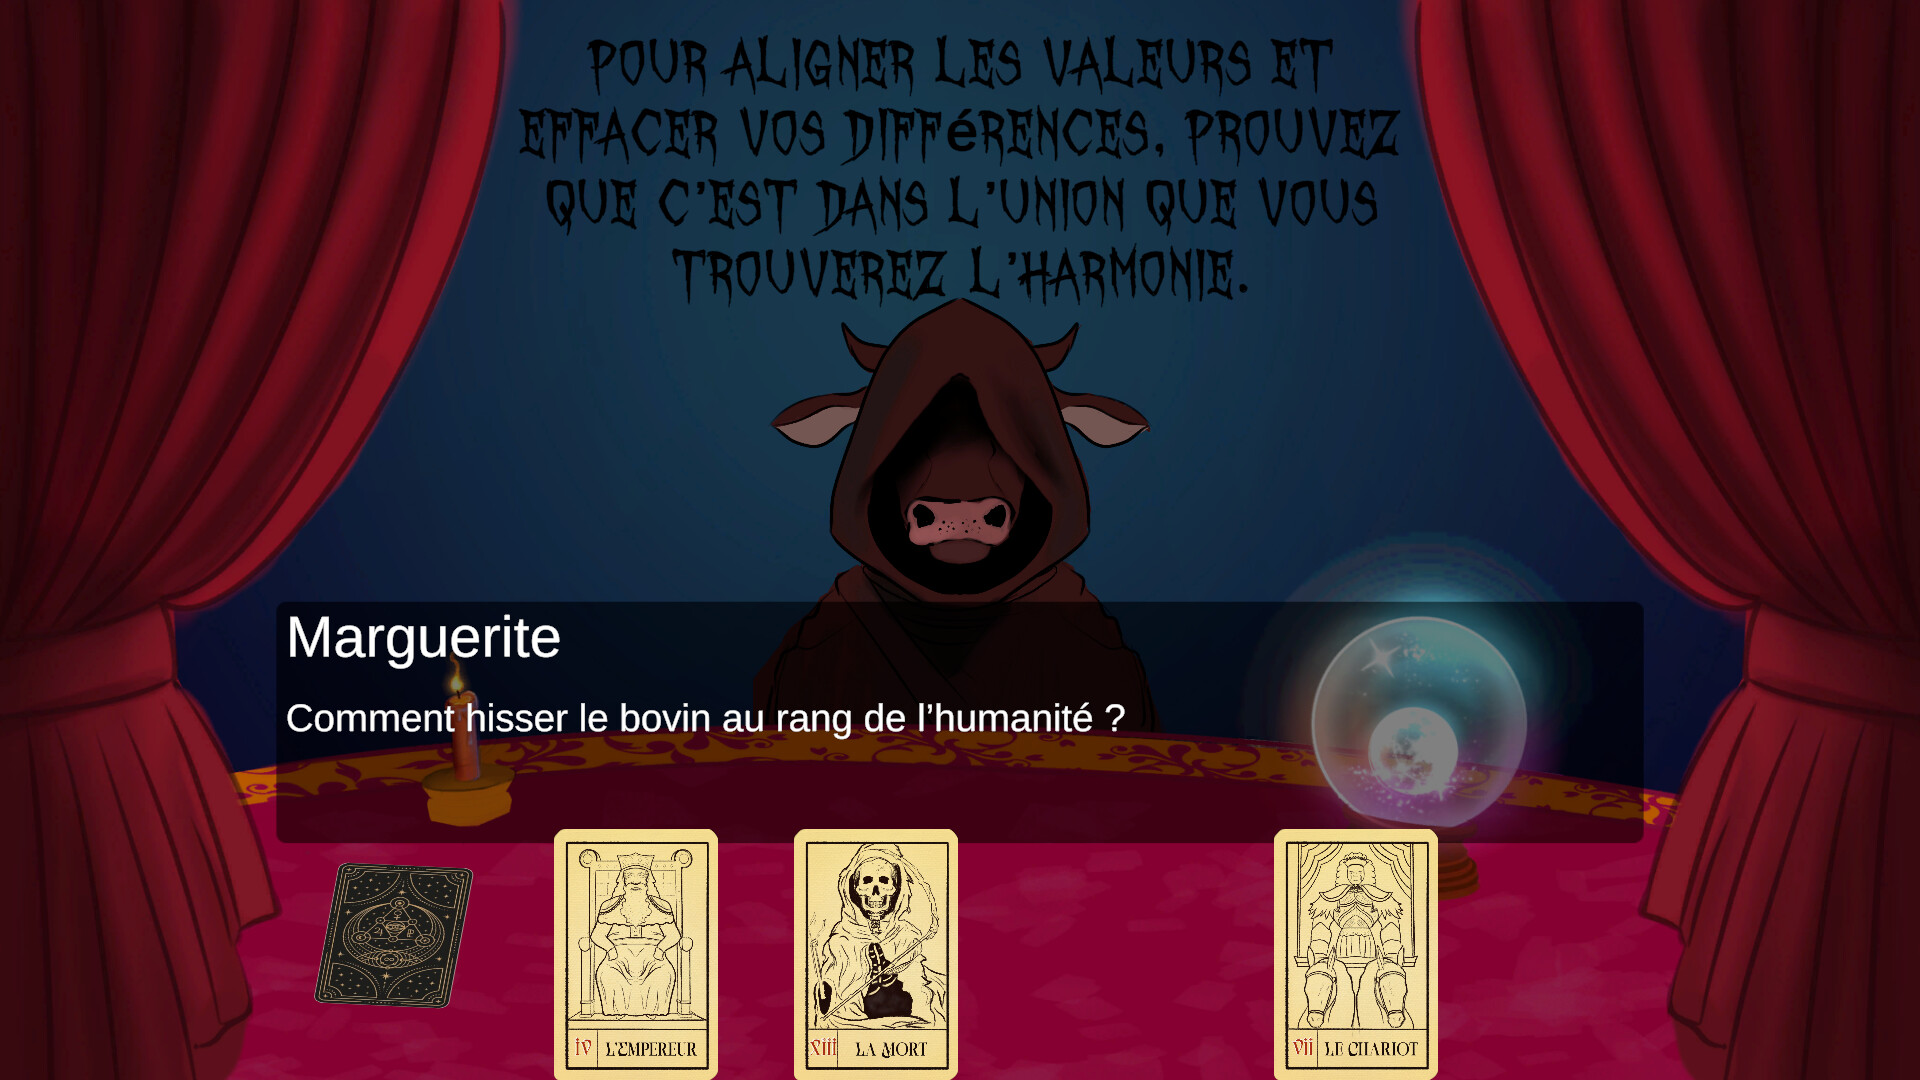 POUR ALIGNER LES VALEURS ET
EFFACER VOS DIFFéRENCES, PROUVEZ
QUE C'EST DANS L'UNION QUE VOUS
TROUVEREZ L'HARMONIE.
Marguerite
Comment hisser le bovin au rang de l’humanité ?
iv L'EMPEREUR
xiii LA MORT
vii LE CHARIOT